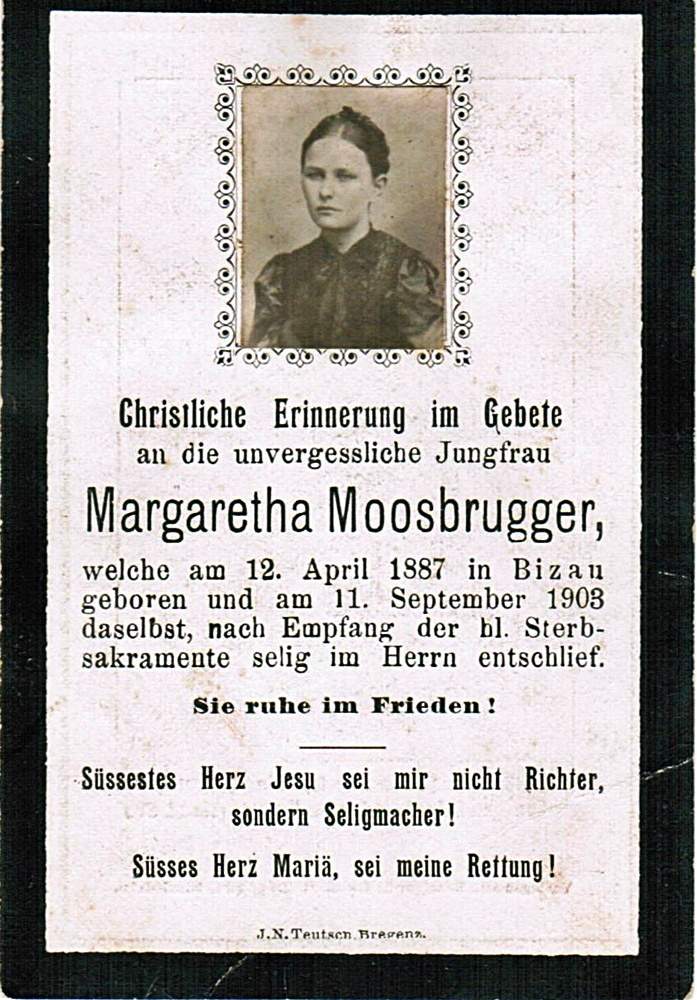 Christliche Erinnerung im Gebete
an die unvergessliche Jungfrau
Margaretha Moosbrugger,
welche am 12. April 1887 in Bizau
geboren und am 11. September 1903
daselbst, nach Empfang der hl. Sterb-
sakramente selig im Herrn entschlief.
Sie ruhe im Frieden!
Süssestes Herz Jesu sei mir nicht Richter,
sondern Seligmacher!
Süsses Herz Mariä, sei meine Rettung!
J. N. Teutsch, Bregenz.